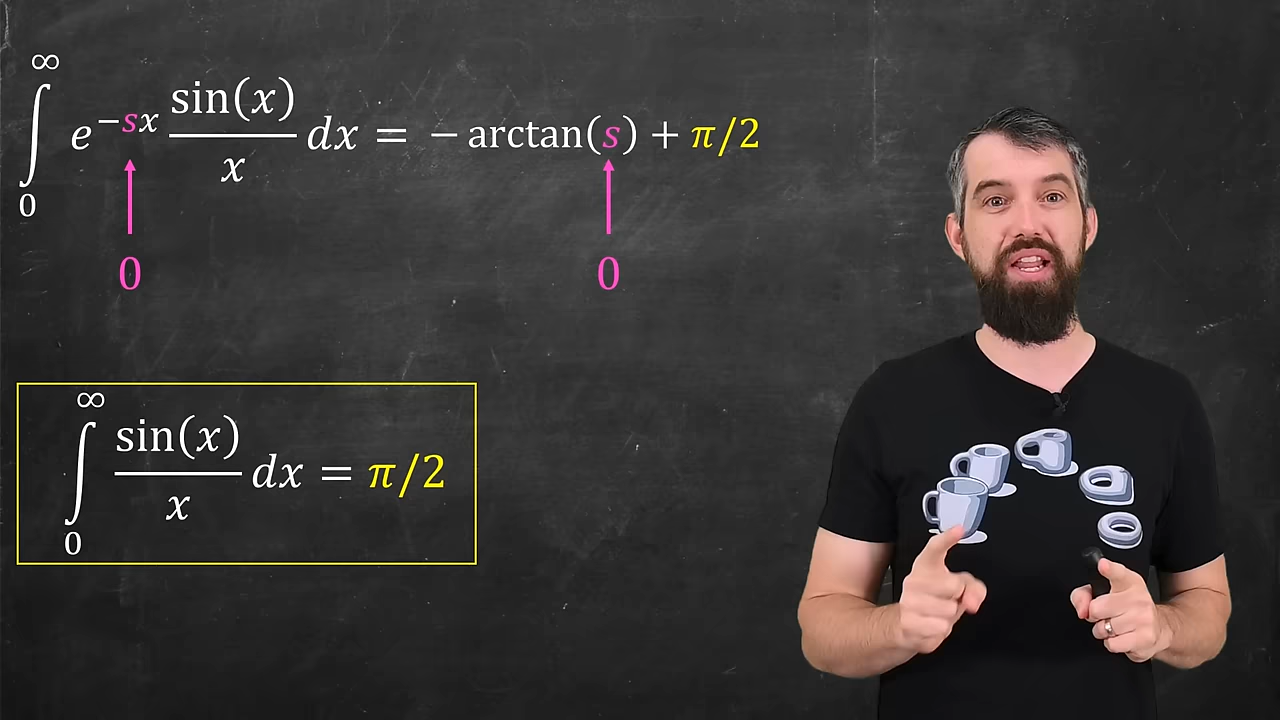 ∫₀^∞ e^{-sx} sin(x)/x dx = − arctan(s) + π/2
0 0
∫₀^∞ sin(x)/x dx = π/2